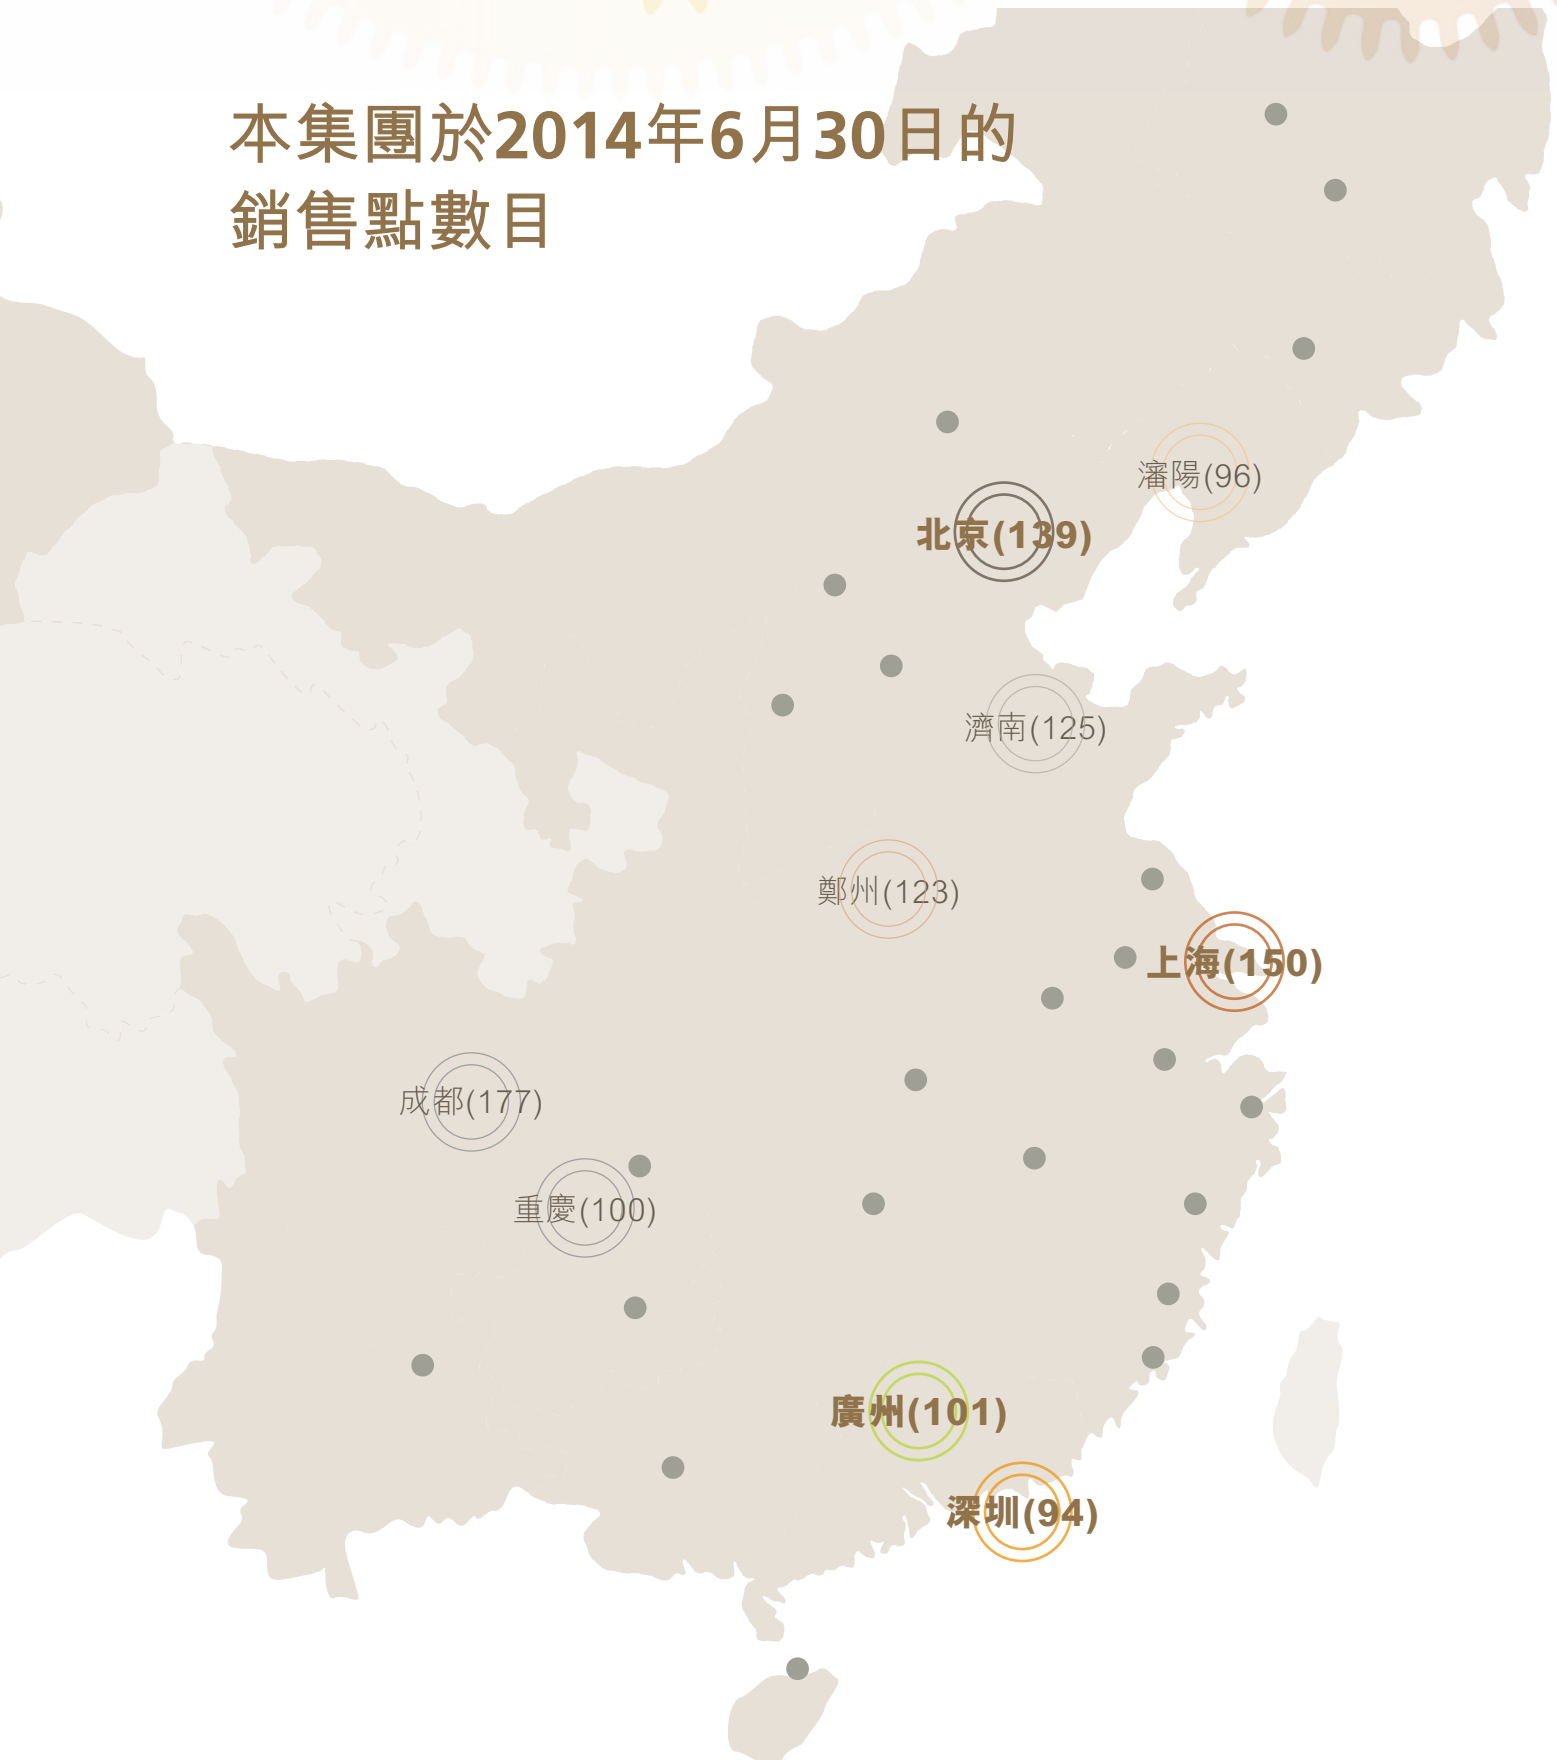 本集團於2014年6月30日的
銷售點數目
瀋陽(96)
北京(139)
濟南(125)
鄭州(123)
上海(150)
成都(177)
重慶(100)
廣州(101)
深圳(94)